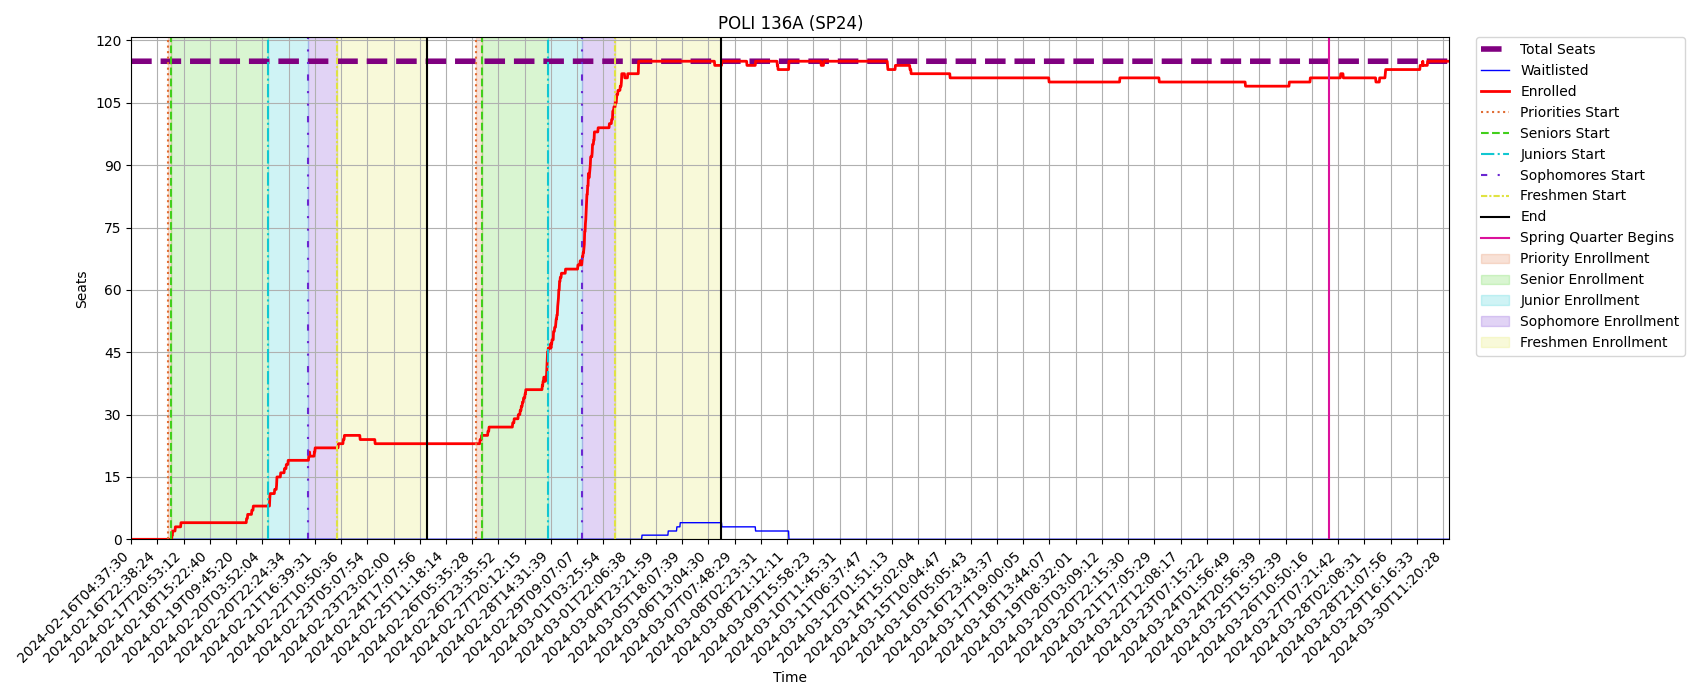 POLI 136A (SP24)
Seats
120
105
90
75
60
45
30
15
0
2024-02-16T04:37:30
2024-02-16T22:38:24
2024-02-17T20:53:12
2024-02-18T15:22:40
2024-02-19T09:45:20
2024-02-20T03:52:04
2024-02-20T22:24:34
2024-02-21T16:39:31
2024-02-22T10:50:36
2024-02-23T05:07:54
2024-02-23T23:02:00
2024-02-24T17:07:56
2024-02-25T11:18:14
2024-02-26T05:35:28
2024-02-26T23:35:52
2024-02-27T20:12:15
2024-02-28T14:31:39
2024-02-29T09:07:07
2024-03-01T03:25:54
2024-03-01T22:06:38
2024-03-04T23:21:59
2024-03-05T18:07:39
2024-03-06T13:04:30
2024-03-07T07:48:29
2024-03-08T02:23:31
2024-03-08T21:12:11
2024-03-09T15:58:23
2024-03-10T11:45:31
2024-03-11T06:37:47
2024-03-12T01:51:13
2024-03-14T15:02:04
2024-03-15T10:04:47
2024-03-16T05:05:43
2024-03-16T23:43:37
2024-03-17T19:00:05
2024-03-18T13:44:07
2024-03-19T08:32:01
2024-03-20T03:09:12
2024-03-20T22:15:30
2024-03-21T17:05:29
2024-03-22T12:08:17
2024-03-23T07:15:22
2024-03-24T01:56:49
2024-03-24T20:56:39
2024-03-25T15:52:39
2024-03-26T10:50:16
2024-03-27T07:21:42
2024-03-28T02:08:31
2024-03-28T21:07:56
2024-03-29T16:16:33
2024-03-30T11:20:28
Time
Total Seats
Waitlisted
Enrolled
Priorities Start
Seniors Start
Juniors Start
Sophomores Start
Freshmen Start
End
Spring Quarter Begins
Priority Enrollment
Senior Enrollment
Junior Enrollment
Sophomore Enrollment
Freshmen Enrollment